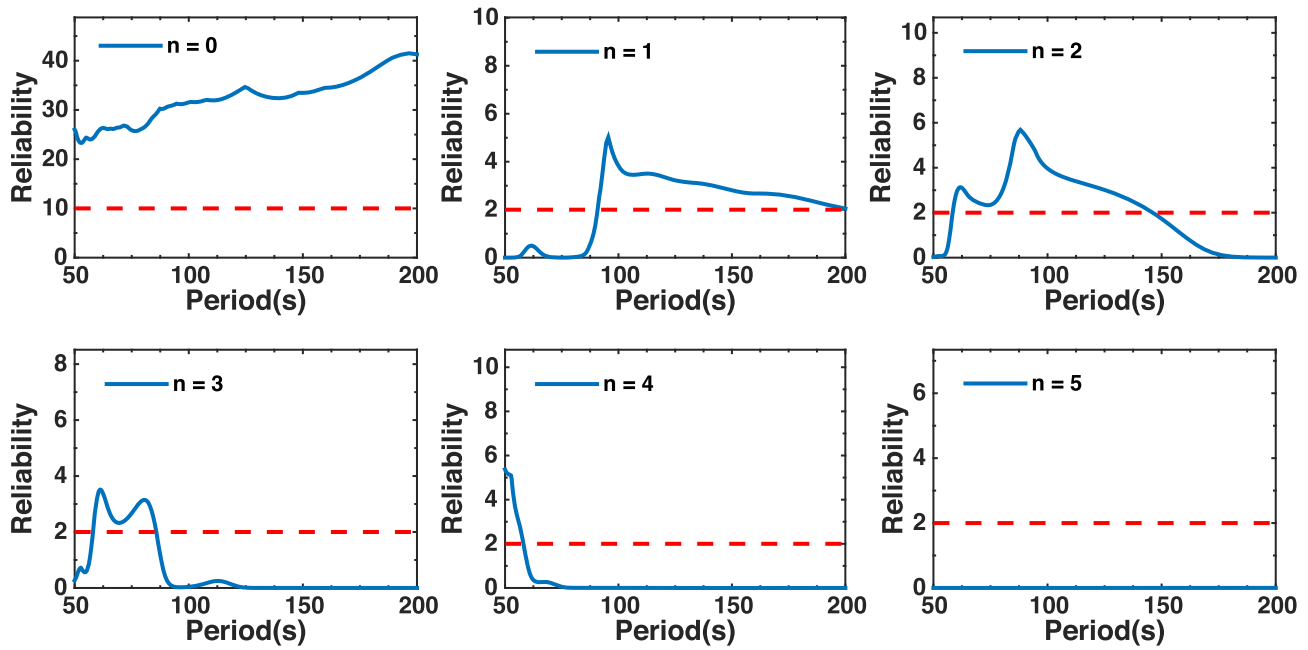 n = 0
Reliability
40
30
20
10
0
50 100 150 200
Period(s)
n = 1
Reliability
10
8
6
4
2
0
50 100 150 200
Period(s)
n = 2
Reliability
10
8
6
4
2
0
50 100 150 200
Period(s)
n = 3
Reliability
8
6
4
2
0
50 100 150 200
Period(s)
n = 4
Reliability
10
8
6
4
2
0
50 100 150 200
Period(s)
n = 5
Reliability
6
4
2
0
50 100 150 200
Period(s)